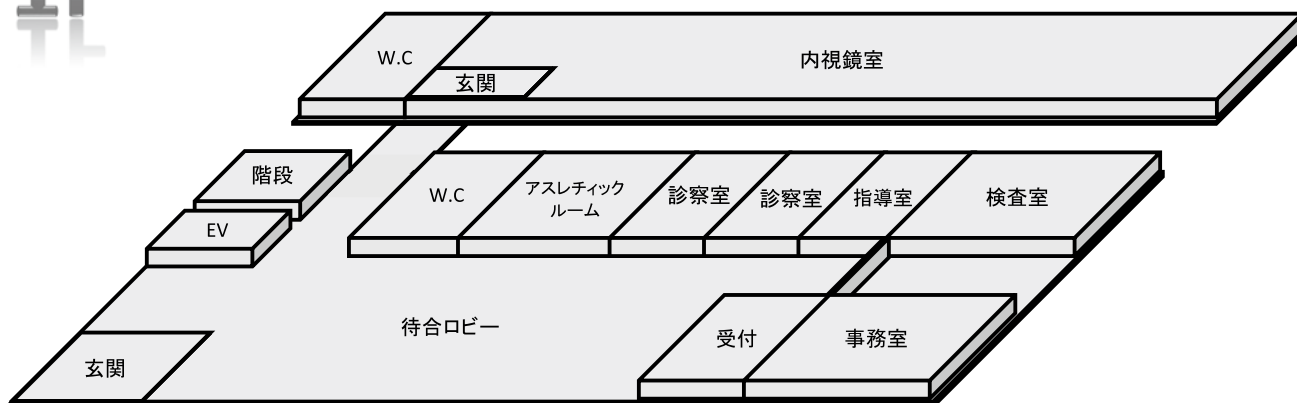 W.C
内視鏡室
玄関
階段
W.C
アスレチック
ルーム
診察室
診察室
指導室
検査室
EV
待合ロビー
受付
事務室
玄関